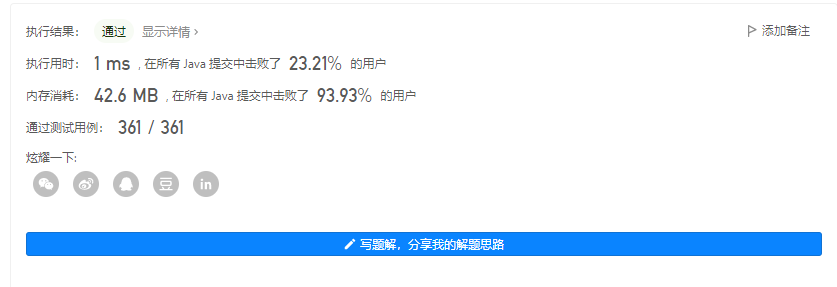 执行结果： 通过 显示详情 › 添加备注
执行用时： 1 ms , 在所有 Java 提交中击败了 23.21% 的用户
内存消耗： 42.6 MB , 在所有 Java 提交中击败了 93.93% 的用户
通过测试用例： 361 / 361
炫耀一下:
豆 in
写题解，分享我的解题思路